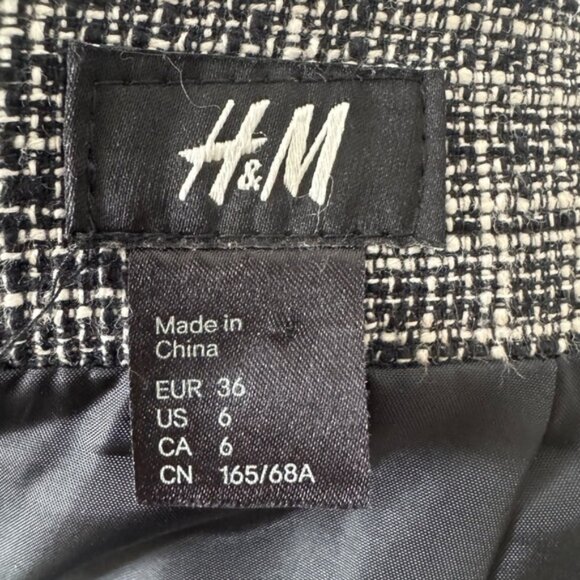 H&M
Made in
China
EUR 36
US 6
CA 6
CN 165/68A